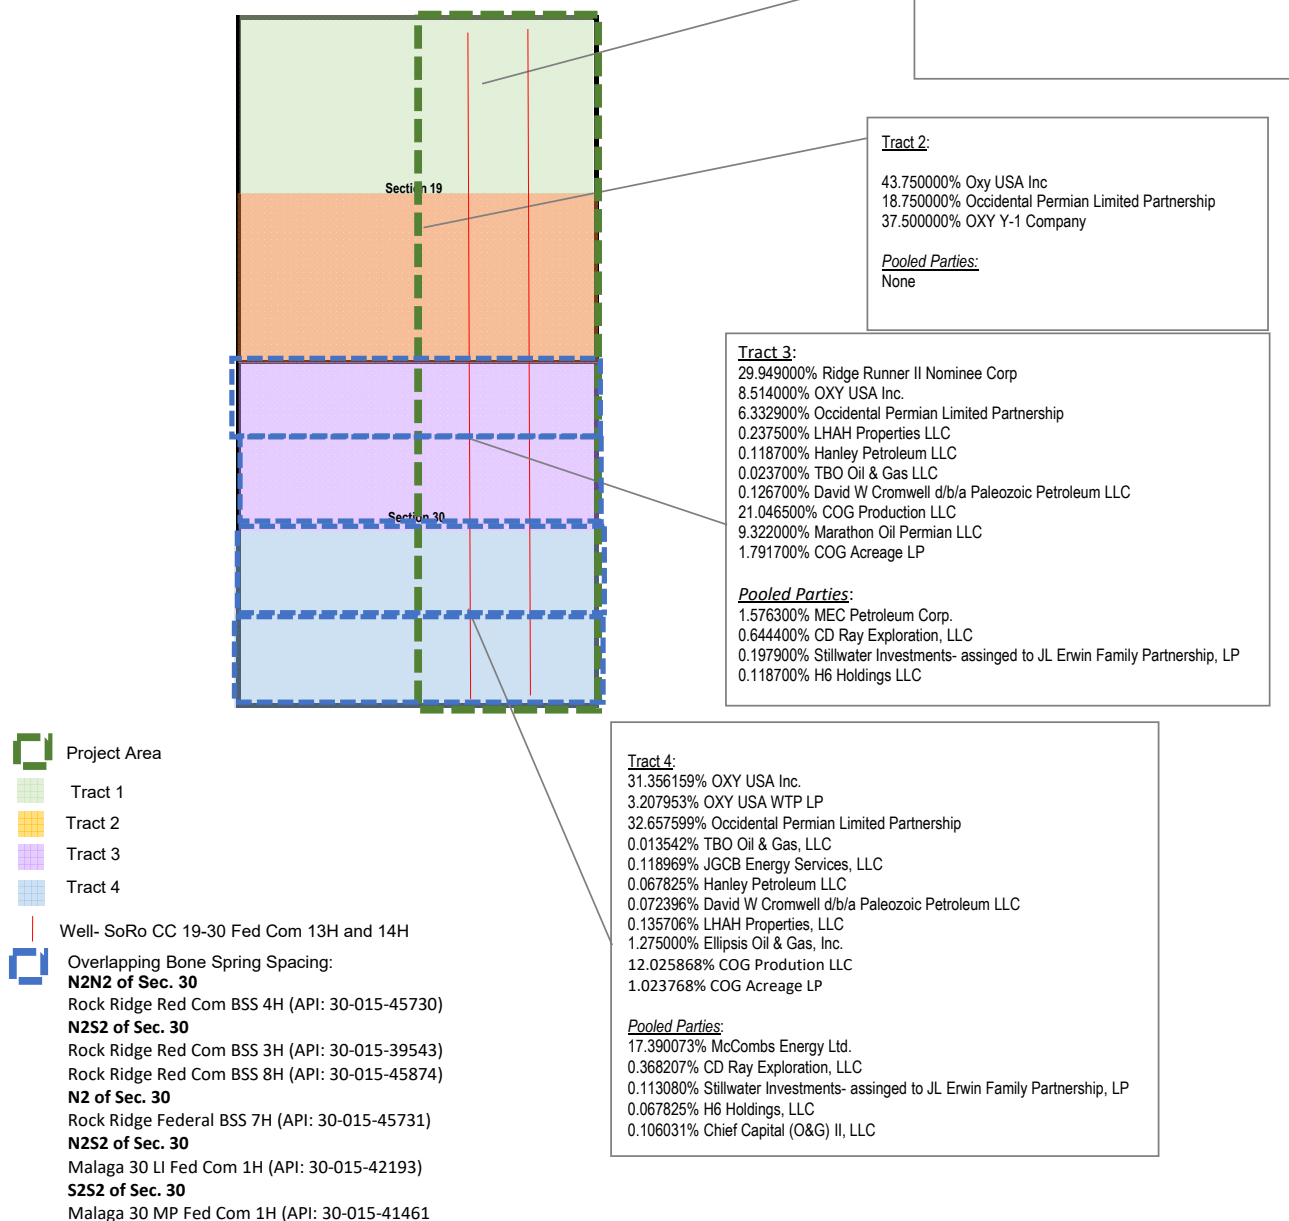 Section 19
Section 30
Tract 2:
43.750000% Oxy USA Inc
18.750000% Occidental Permian Limited Partnership
37.500000% OXY Y-1 Company
Pooled Parties:
None
Tract 3:
29.949000% Ridge Runner II Nominee Corp
8.514000% OXY USA Inc.
6.332900% Occidental Permian Limited Partnership
0.237500% LHAH Properties LLC
0.118700% Hanley Petroleum LLC
0.023700% TBO Oil & Gas LLC
0.126700% David W Cromwell d/b/a Paleozoic Petroleum LLC
21.046500% COG Production LLC
9.322000% Marathon Oil Permian LLC
1.791700% COG Acreage LP
Pooled Parties:
1.576300% MEC Petroleum Corp.
0.644400% CD Ray Exploration, LLC
0.197900% Stillwater Investments- assinged to JL Erwin Family Partnership, LP
0.118700% H6 Holdings LLC
Tract 4:
31.356159% OXY USA Inc.
3.207953% OXY USA WTP LP
32.657599% Occidental Permian Limited Partnership
0.013542% TBO Oil & Gas, LLC
0.118969% JGCB Energy Services, LLC
0.067825% Hanley Petroleum LLC
0.072396% David W Cromwell d/b/a Paleozoic Petroleum LLC
0.135706% LHAH Properties, LLC
1.275000% Ellipsis Oil & Gas, Inc.
12.025868% COG Prodution LLC
1.023768% COG Acreage LP
Pooled Parties:
17.390073% McCombs Energy Ltd.
0.368207% CD Ray Exploration, LLC
0.113080% Stillwater Investments- assinged to JL Erwin Family Partnership, LP
0.067825% H6 Holdings, LLC
0.106031% Chief Capital (O&G) II, LLC
Project Area
Tract 1
Tract 2
Tract 3
Tract 4
Well- SoRo CC 19-30 Fed Com 13H and 14H
Overlapping Bone Spring Spacing:
N2N2 of Sec. 30
Rock Ridge Red Com BSS 4H (API: 30-015-45730)
N2S2 of Sec. 30
Rock Ridge Red Com BSS 3H (API: 30-015-39543)
Rock Ridge Red Com BSS 8H (API: 30-015-45874)
N2 of Sec. 30
Rock Ridge Federal BSS 7H (API: 30-015-45731)
N2S2 of Sec. 30
Malaga 30 LI Fed Com 1H (API: 30-015-42193)
S2S2 of Sec. 30
Malaga 30 MP Fed Com 1H (API: 30-015-41461